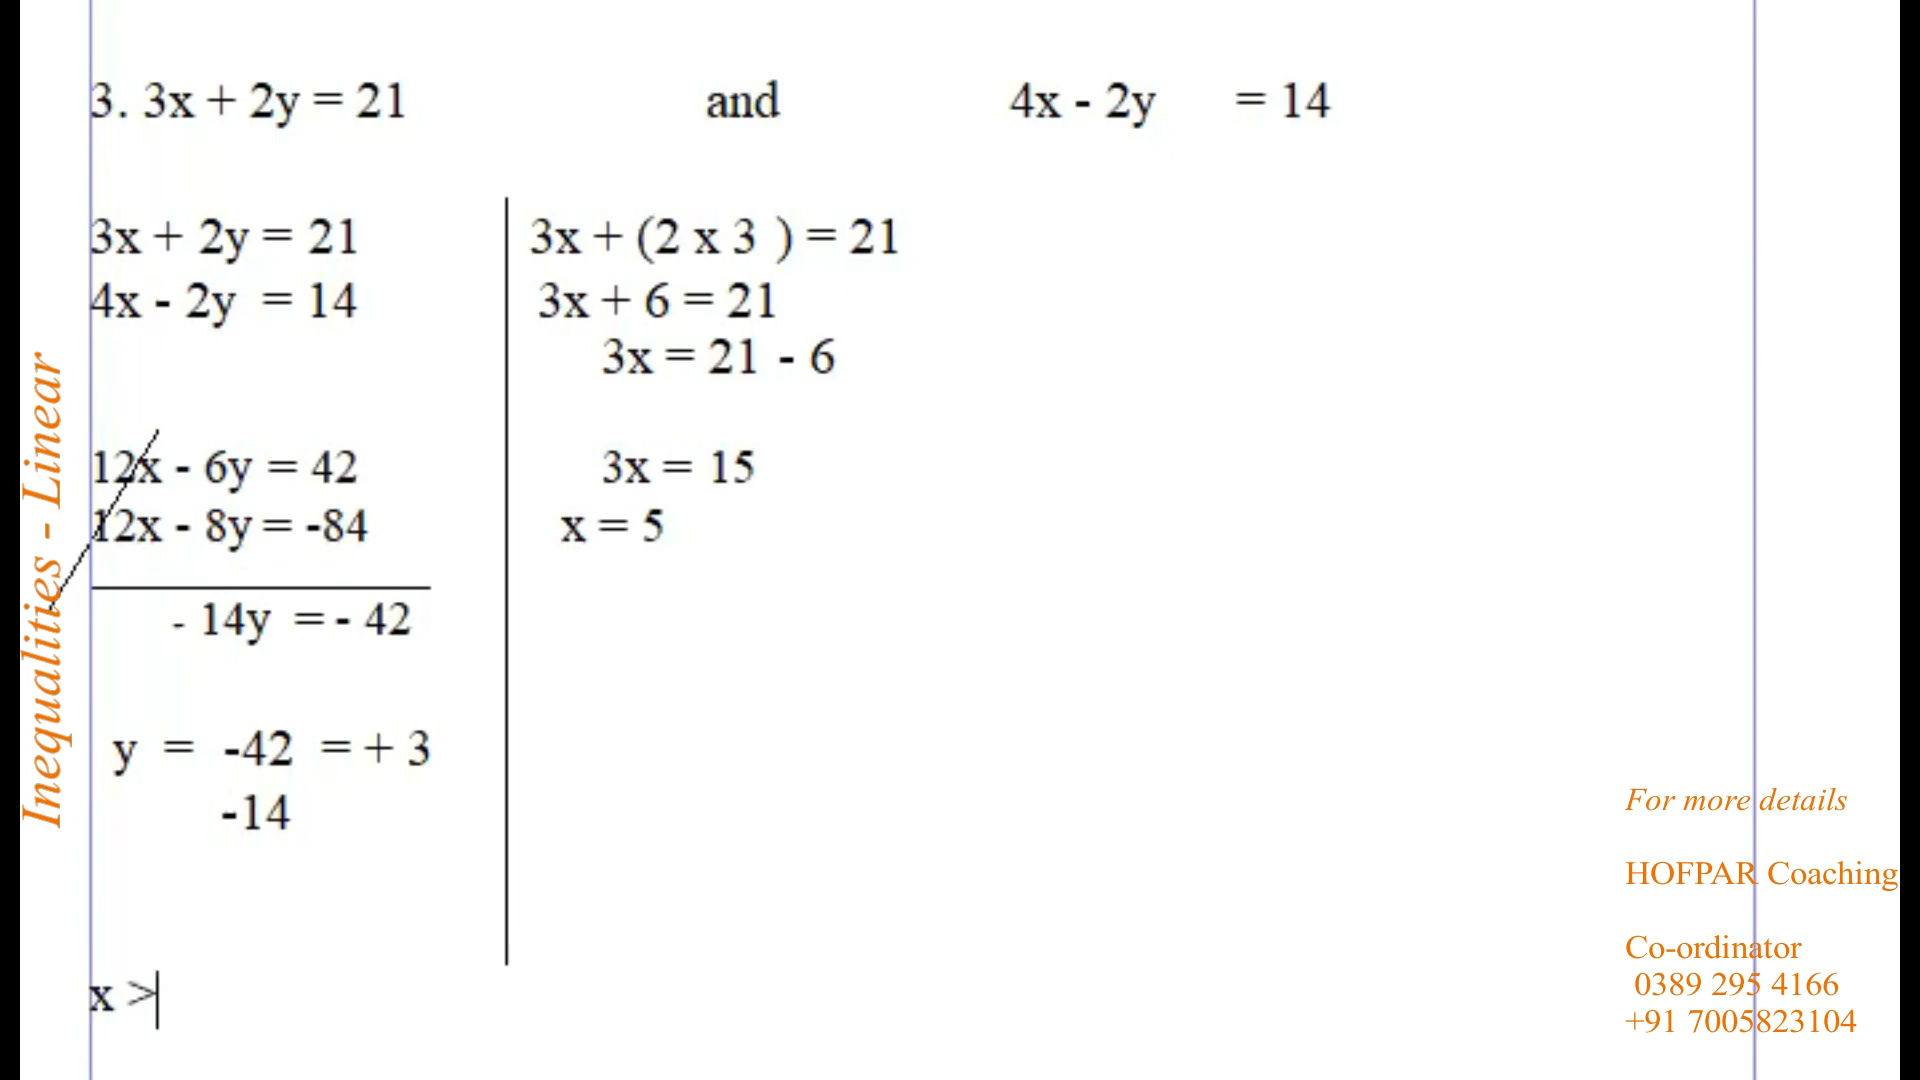 3. 3x + 2y = 21 and 4x - 2y = 14
3x + 2y = 21
4x - 2y = 14
12x - 6y = 42
12x - 8y = -84
- 14y = - 42
y = -42 = + 3
-14
x >
3x + (2 x 3 ) = 21
3x + 6 = 21
3x = 21 - 6
3x = 15
x = 5
Inequalities - Linear
For more details
HOFPAR Coaching
Co-ordinator
0389 295 4166
+91 7005823104